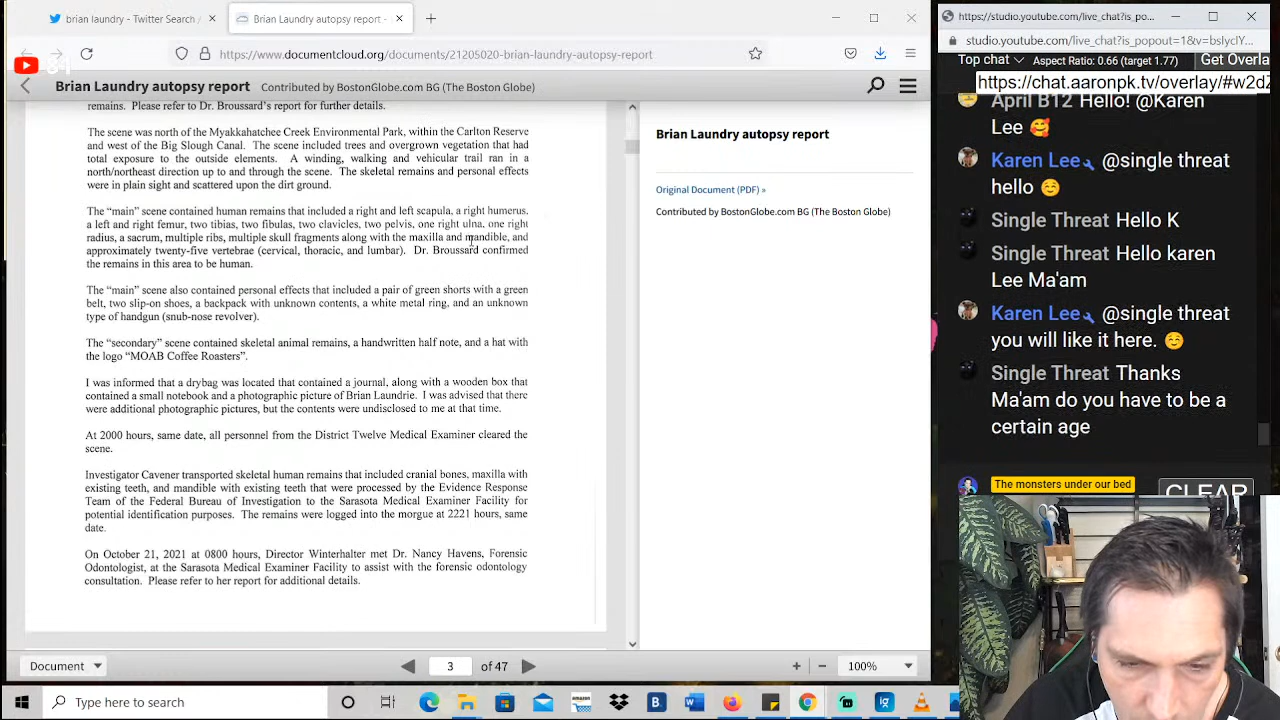 brian laundry - Twitter Search /
Brian Laundry autopsy report -
https://studio.youtube.com/live_chat?is_po...
https://www.documentcloud.org/documents/21205920-brian-laundry-autopsy-report
studio.youtube.com/live_chat?is_popout=1&v=bslyclY...
Top chat
Aspect Ratio: 0.66 (target 1.77)
Get Overla
Brian Laundry autopsy report
Contributed by BostonGlobe.com BG (The Boston Globe)
https://chat.aaronpk.tv/overlay/#w2dZ
remains. Please refer to Dr. Broussard's report for further details.
The scene was north of the Myakkahatchee Creek Environmental Park, within the Carlton Reserve
and west of the Big Slough Canal. The scene included trees and overgrown vegetation that had
total exposure to the outside elements. A winding, walking and vehicular trail ran in a
north/northeast direction up to and through the scene. The skeletal remains and personal effects
were in plain sight and scattered upon the dirt ground.
The "main" scene contained human remains that included a right and left scapula, a right humerus,
a left and right femur, two tibias, two fibulas, two clavicles, two pelvis, one right ulna, one right
radius, a sacrum, multiple ribs, multiple skull fragments along with the maxilla and mandible, and
approximately twenty-five vertebrae (cervical, thoracic, and lumbar). Dr. Broussard confirmed
the remains in this area to be human.
The "main" scene also contained personal effects that included a pair of green shorts with a green
belt, two slip-on shoes, a backpack with unknown contents, a white metal ring, and an unknown
type of handgun (snub-nose revolver).
The "secondary" scene contained skeletal animal remains, a handwritten half note, and a hat with
the logo "MOAB Coffee Roasters".
I was informed that a drybag was located that contained a journal, along with a wooden box that
contained a small notebook and a photographic picture of Brian Laundrie. I was advised that there
were additional photographic pictures, but the contents were undisclosed to me at that time.
At 2000 hours, same date, all personnel from the District Twelve Medical Examiner cleared the
scene.
Investigator Cavener transported skeletal human remains that included cranial bones, maxilla with
existing teeth, and mandible with existing teeth that were processed by the Evidence Response
Team of the Federal Bureau of Investigation to the Sarasota Medical Examiner Facility for
potential identification purposes. The remains were logged into the morgue at 2221 hours, same
date.
On October 21, 2021 at 0800 hours, Director Winterhalter met Dr. Nancy Havens, Forensic
Odontologist, at the Sarasota Medical Examiner Facility to assist with the forensic odontology
consultation. Please refer to her report for additional details.
Brian Laundry autopsy report
Original Document (PDF) »
Contributed by BostonGlobe.com BG (The Boston Globe)
April B12 Hello! @Karen
Lee
Karen Lee @single threat
hello
Single Threat Hello K
Single Threat Hello karen
Lee Ma'am
Karen Lee @single threat
you will like it here.
Single Threat Thanks
Ma'am do you have to be a
certain age
The monsters under our bed
CLEAR
Document
3
of 47
100%
Type here to search